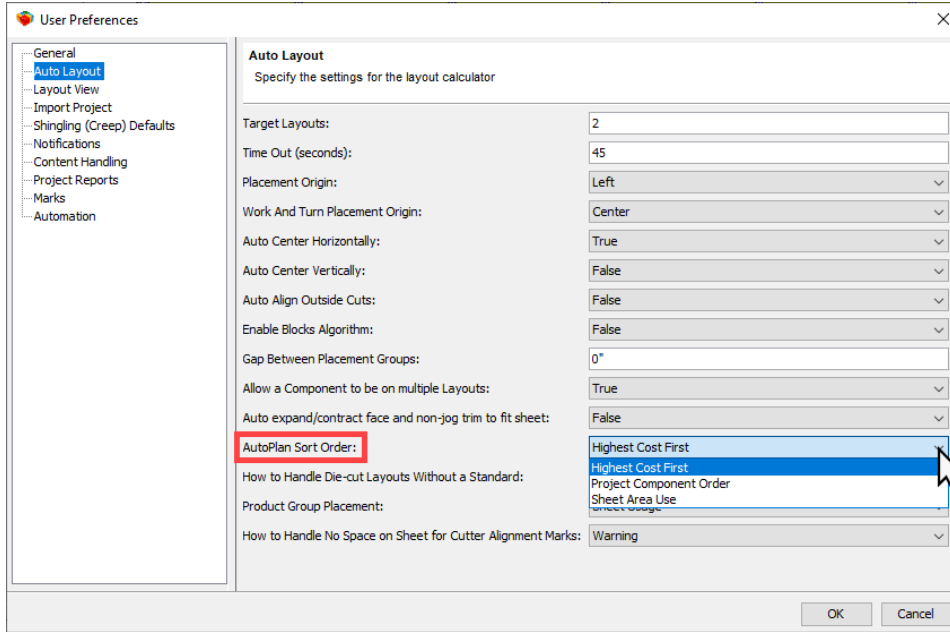 User Preferences
General
Auto Layout
Layout View
Import Project
Shingling (Creep) Defaults
Notifications
Content Handling
Project Reports
Marks
Automation
Auto Layout
Specify the settings for the layout calculator
Target Layouts: 2
Time Out (seconds): 45
Placement Origin: Left
Work And Turn Placement Origin: Center
Auto Center Horizontally: True
Auto Center Vertically: False
Auto Align Outside Cuts: False
Enable Blocks Algorithm: False
Gap Between Placement Groups: 0"
Allow a Component to be on multiple Layouts: True
Auto expand/contract face and non-jog trim to fit sheet: False
AutoPlan Sort Order: Highest Cost First
Highest Cost First
Project Component Order
Sheet Area Use
How to Handle Die-cut Layouts Without a Standard:
Product Group Placement: Sheet Usage
How to Handle No Space on Sheet for Cutter Alignment Marks: Warning
OK Cancel